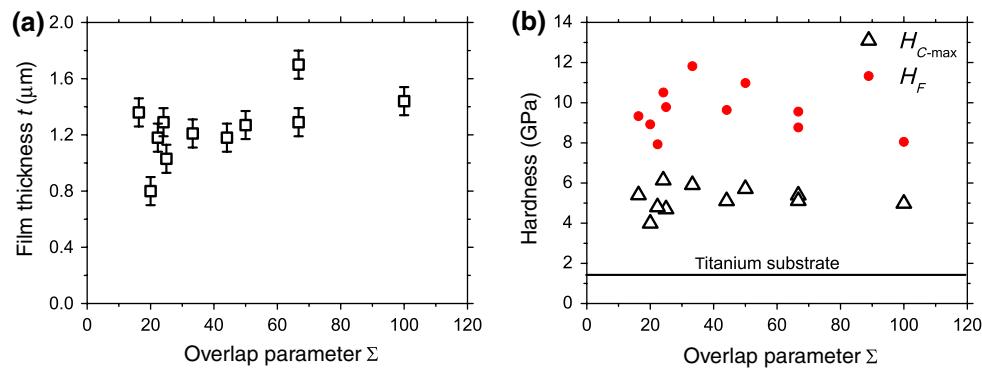 (a)
2.0
1.6
1.2
0.8
0.4
0.0
Film thickness t (μm)
0 20 40 60 80 100 120
Overlap parameter Σ
(b)
14
12
10
8
6
4
2
0
Hardness (GPa)
H_C-max
H_F
Titanium substrate
0 20 40 60 80 100 120
Overlap parameter Σ